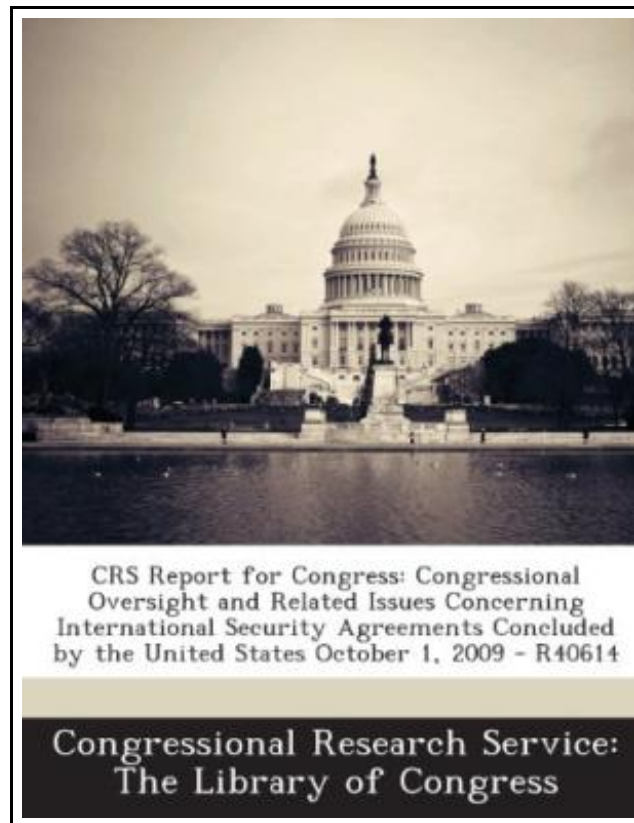 CRS Report for Congress: Congressional
Oversight and Related Issues Concerning
International Security Agreements Concluded
by the United States October 1, 2009 - R40614
Congressional Research Service:
The Library of Congress